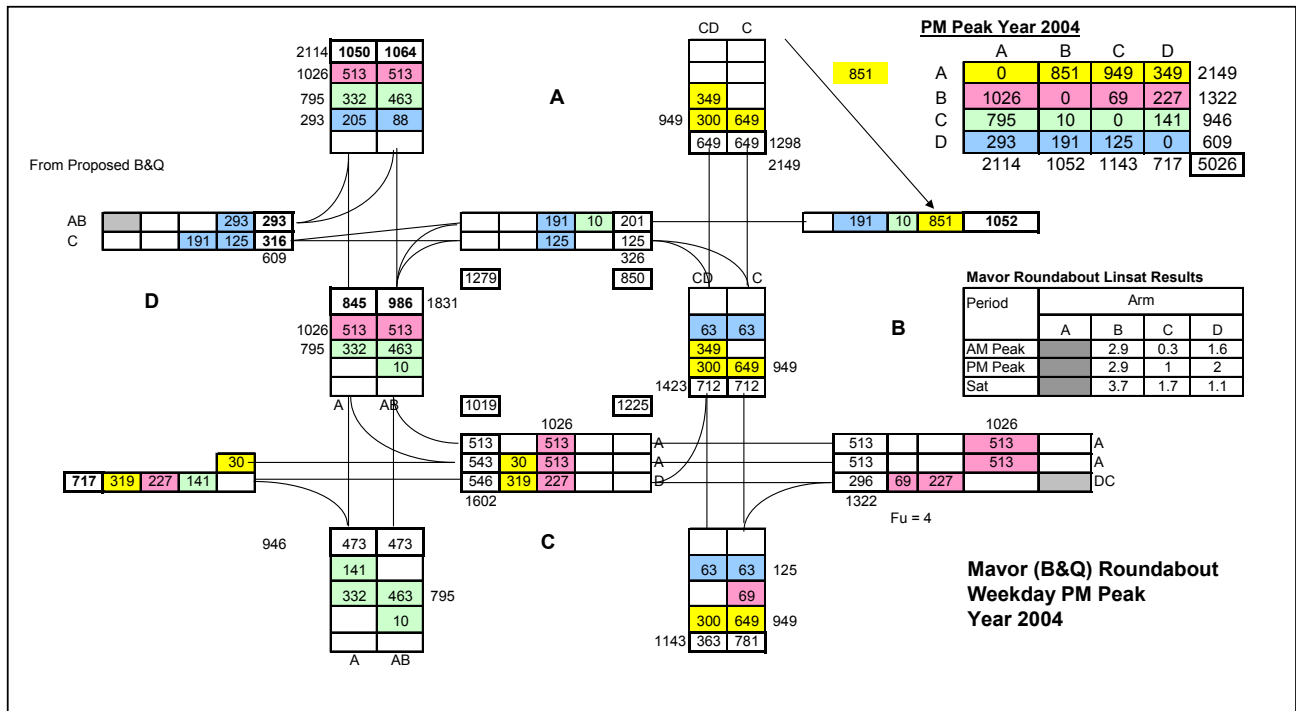 CD C
PM Peak Year 2004
2114 1050 1064
A B C D
1026 513 513
851
A 0 851 949 349 2149
795 332 463
A
349
B 1026 0 69 227 1322
293 205 88
949 300 649
C 795 10 0 141 946
649 649 1298
D 293 191 125 0 609
2149
2114 1052 1143 717 5026
From Proposed B&Q
AB 293 293
191 10 201
191 10 851 1052
C 191 125 316
125 125
609
326
1279 850
CD C
Mavor Roundabout Linsat Results
D
845 986 1831
Period Arm
1026 513 513
63 63
B
A B C D
795 332 463
349
AM Peak 2.9 0.3 1.6
10
300 649 949
PM Peak 2.9 1 2
1423 712 712
Sat 3.7 1.7 1.1
A AB
1019 1225
1026
1026
513 513 A
513 513 A
30
543 30 513 A
513 513 A
717 319 227 141
546 319 227 D
296 69 227 DC
1602
1322
Fu = 4
946 473 473
C
141
63 63 125
332 463 795
69
10
300 649 949
1143 363 781
A AB
Mavor (B&Q) Roundabout
Weekday PM Peak
Year 2004